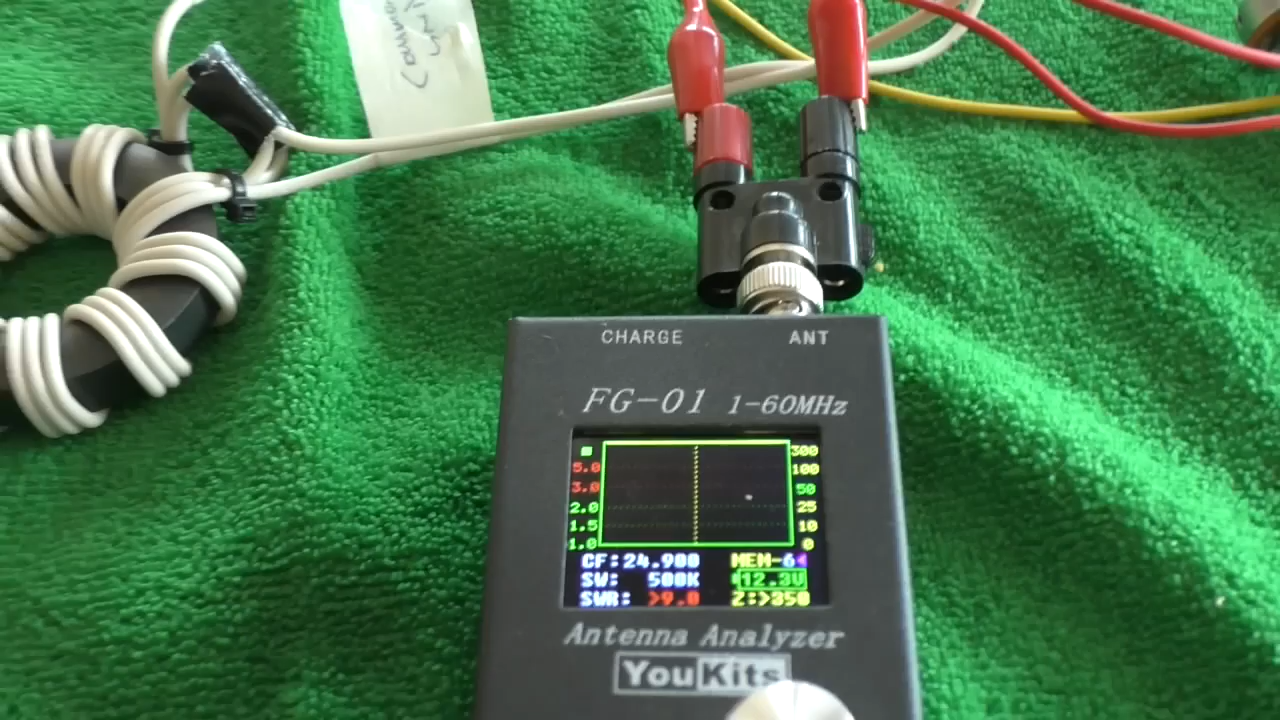 CHARGE ANT
FG-01 1-60MHz
300
5.0 100
3.0 50
2.0 25
1.5 10
1.0 0
CF:24.900 MEM-6
SW: 500K 12.3V
SWR: >9.0 Z:>350
Antenna Analyzer
YouKits